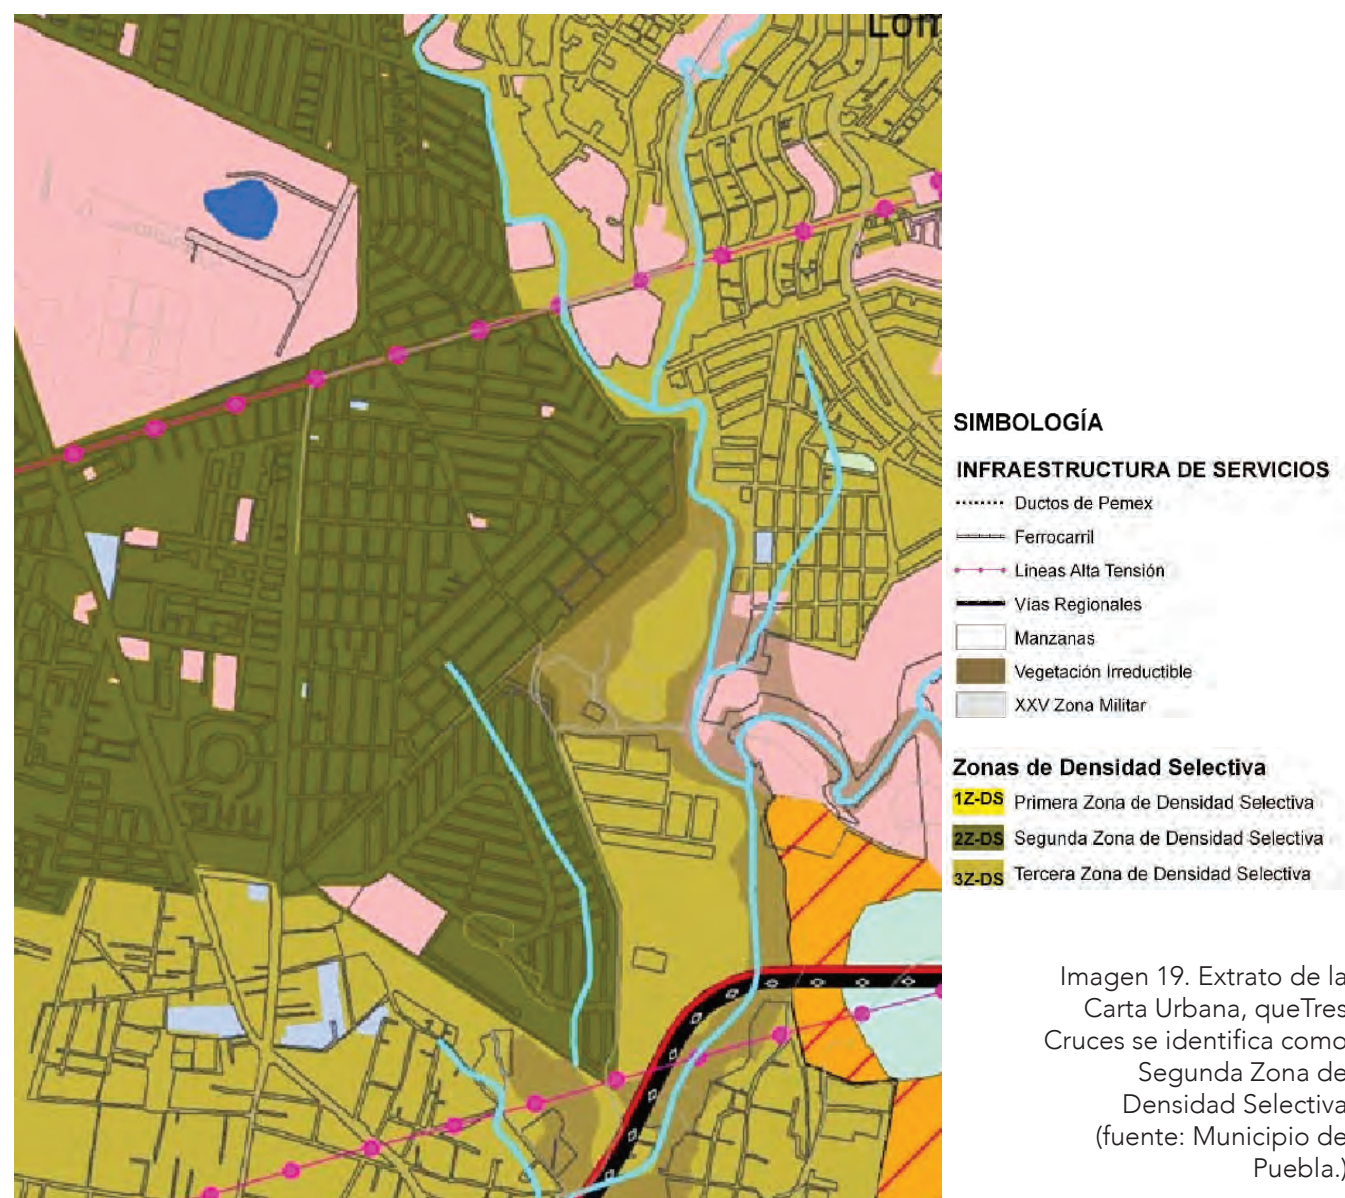 Lom
SIMBOLOGÍA
INFRAESTRUCTURA DE SERVICIOS
Ductos de Pemex
Ferrocarril
Lineas Alta Tensión
Vías Regionales
Manzanas
Vegetación Irreductible
XXV Zona Militar
Zonas de Densidad Selectiva
1Z-DS Primera Zona de Densidad Selectiva
2Z-DS Segunda Zona de Densidad Selectiva
3Z-DS Tercera Zona de Densidad Selectiva
Imagen 19. Extrato de la
Carta Urbana, queTres
Cruces se identifica como
Segunda Zona de
Densidad Selectiva
(fuente: Municipio de
Puebla.)